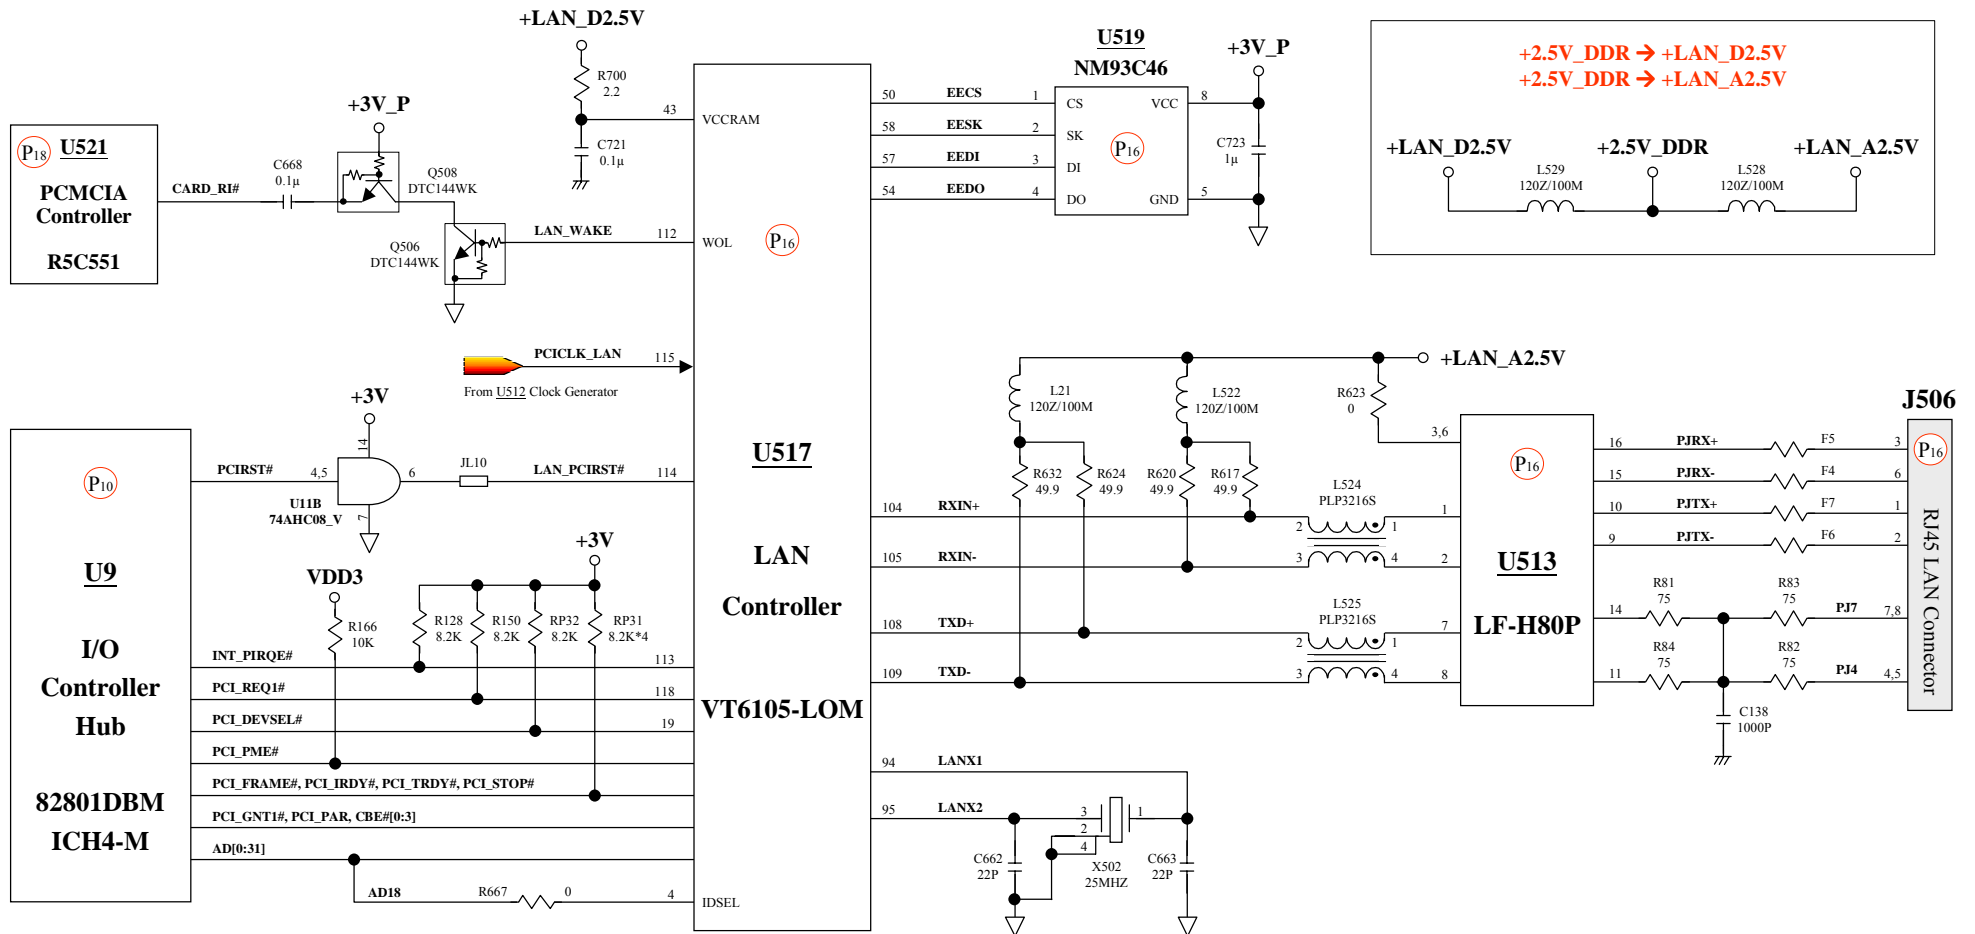 +LAN_D2.5V
R700
2.2
43
VCCRAM
C721
0.1µ
+3V_P
P18
U521
PCMCIA
Controller
R5C551
CARD_RI#
C668
0.1µ
Q508
DTC144WK
Q506
DTC144WK
LAN_WAKE
112
WOL
P16
PCICLK_LAN
115
From U512 Clock Generator
U519
NM93C46
+3V_P
50
EECS
1
CS
VCC
8
58
EESK
2
SK
57
EEDI
3
DI
54
EEDO
4
DO
GND
5
P16
C723
1µ
+2.5V_DDR ➔ +LAN_D2.5V
+2.5V_DDR ➔ +LAN_A2.5V
+LAN_D2.5V
+2.5V_DDR
+LAN_A2.5V
L529
120Z/100M
L528
120Z/100M
+3V
14
PCIRST#
4,5
6
JL10
LAN_PCIRST#
114
U11B
74AHC08_V
7
P10
U9
I/O
Controller
Hub
82801DBM
ICH4-M
VDD3
R166
10K
+3V
R128
8.2K
R150
8.2K
RP32
8.2K
RP31
8.2K*4
INT_PIRQE#
113
PCI_REQ1#
118
PCI_DEVSEL#
19
PCI_PME#
PCI_FRAME#, PCI_IRDY#, PCI_TRDY#, PCI_STOP#
PCI_GNT1#, PCI_PAR, CBE#[0:3]
AD[0:31]
AD18
R667
0
4
IDSEL
U517
LAN
Controller
VT6105-LOM
+LAN_A2.5V
L21
120Z/100M
L522
120Z/100M
R623
0
3,6
R632
49.9
R624
49.9
R620
49.9
R617
49.9
L524
PLP3216S
104
RXIN+
2
1
1
105
RXIN-
3
4
2
L525
PLP3216S
108
TXD+
2
1
7
109
TXD-
3
4
8
94
LANX1
95
LANX2
3
2
4
1
C662
22P
X502
25MHZ
C663
22P
P16
U513
LF-H80P
J506
P16
RJ45 LAN Connector
16
PJRX+
F5
3
15
PJRX-
F4
6
10
PJTX+
F7
1
9
PJTX-
F6
2
14
R81
75
R83
75
PJ7
7,8
11
R84
75
R82
75
PJ4
4,5
C138
1000P